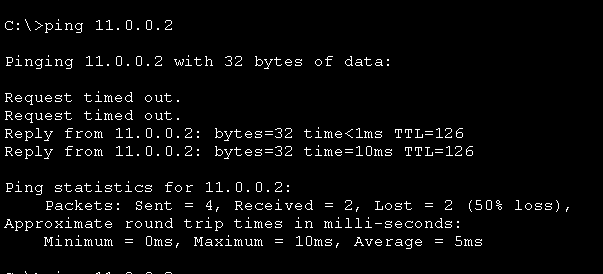 C:\>ping 11.0.0.2
Pinging 11.0.0.2 with 32 bytes of data:
Request timed out.
Request timed out.
Reply from 11.0.0.2: bytes=32 time<1ms TTL=126
Reply from 11.0.0.2: bytes=32 time=10ms TTL=126
Ping statistics for 11.0.0.2:
Packets: Sent = 4, Received = 2, Lost = 2 (50% loss),
Approximate round trip times in milli-seconds:
Minimum = 0ms, Maximum = 10ms, Average = 5ms